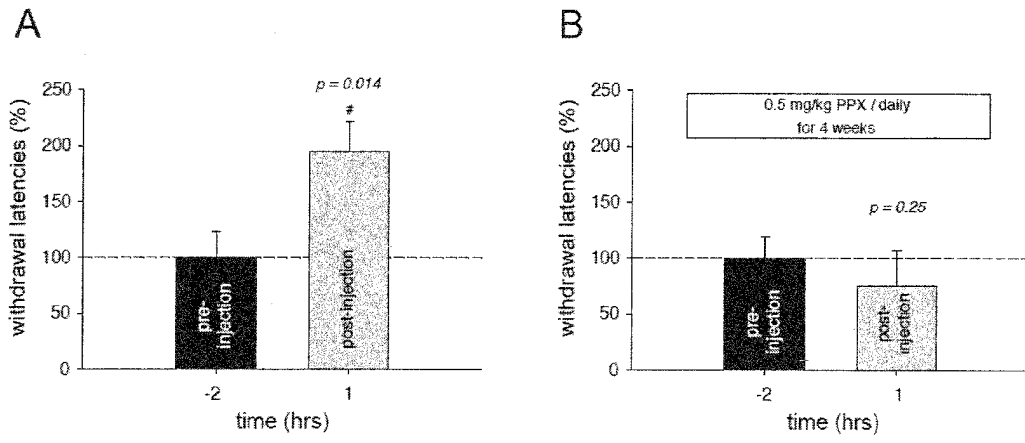 A
withdrawal latencies (%)
250
200
150
100
50
0
p = 0.014
#
pre-
injection
post-injection
-2
1
time (hrs)
B
withdrawal latencies (%)
250
200
150
100
50
0
0.5 mg/kg PPX / daily
for 4 weeks
p = 0.25
pre-
injection
post-
injection
-2
1
time (hrs)